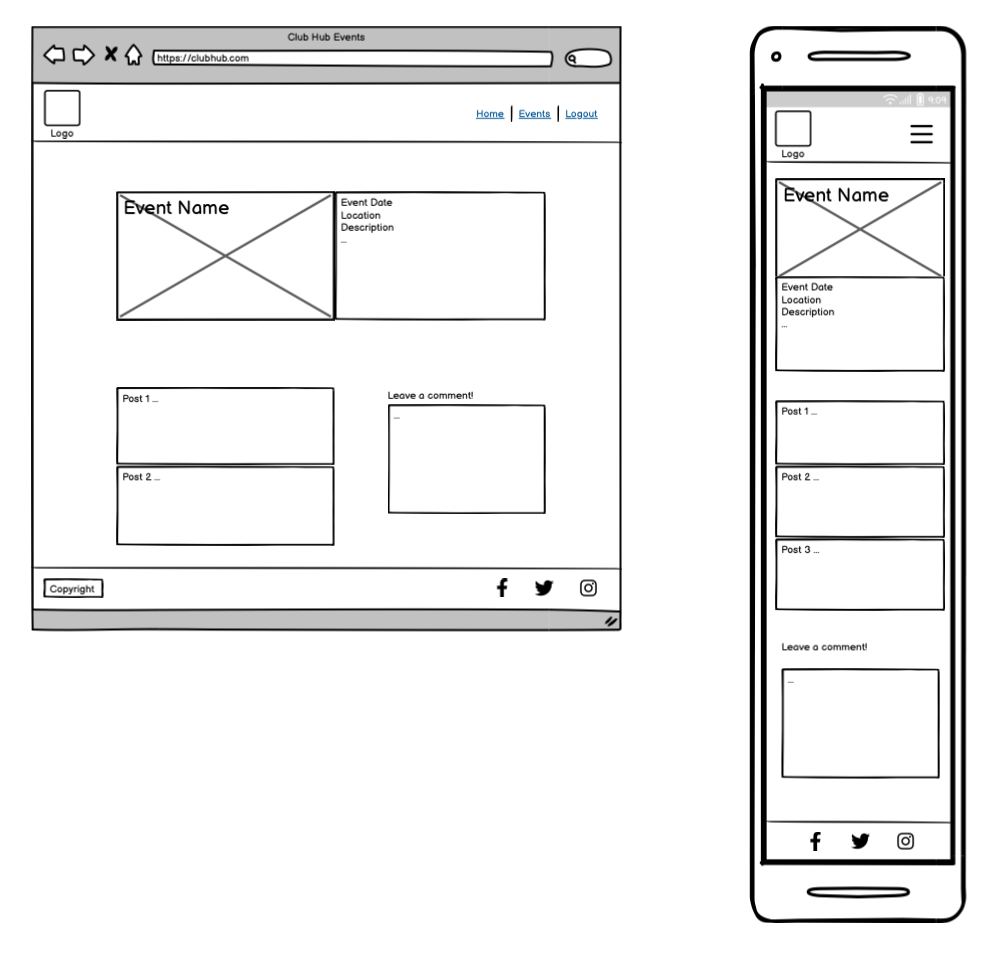 Club Hub Events
https://clubhub.com
Logo
Home | Events | Logout
Event Name
Event Date
Location
Description
...
Post 1 ...
Post 2 ...
Leave a comment!
...
Copyright
9:09
Logo
Event Name
Event Date
Location
Description
...
Post 1 ...
Post 2 ...
Post 3 ...
Leave a comment!
...